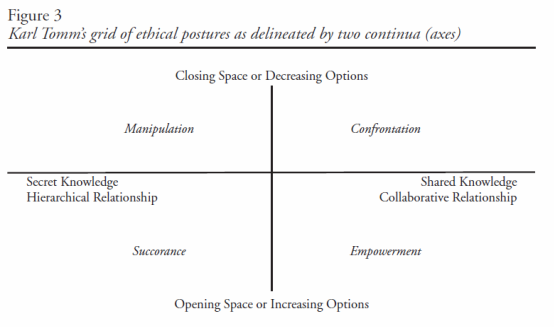 Figure 3
Karl Tomm's grid of ethical postures as delineated by two continua (axes)
Closing Space or Decreasing Options
Manipulation
Confrontation
Secret Knowledge
Hierarchical Relationship
Shared Knowledge
Collaborative Relationship
Succorance
Empowerment
Opening Space or Increasing Options